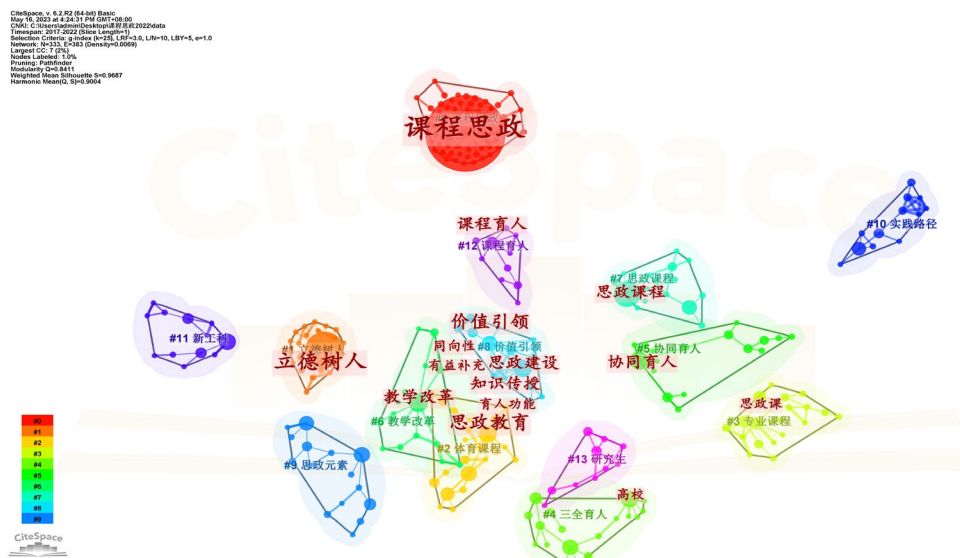 CiteSpace, v. 6.2.R2 (64-bit) Basic
May 16, 2023 at 4:24:31 PM GMT+08:00
CNKI: C:\Users\admin\Desktop\课程思政2022\data
Timespan: 2017-2022 (Slice Length=1)
Selection Criteria: g-index (k=25), LRF=3.0, L/N=10, LBY=5, e=1.0
Network: N=333, E=383 (Density=0.0069)
Largest CC: 7 (2%)
Nodes Labeled: 1.0%
Pruning: Pathfinder
Modularity Q=0.8411
Weighted Mean Silhouette S=0.9687
Harmonic Mean(Q, S)=0.9004
CiteSpace
课程思政
#10 实践路径
课程育人
#12 课程育人
#7 思政课程
思政课程
价值引领
#11 新工科
#1 立德树人
立德树人
同向性
#8 价值引领
有益补充
思政建设
知识传授
#5 协同育人
协同育人
教学改革
#6 教学改革
育人功能
思政教育
思政课
#3 专业课程
#2 体育课程
#9 思政元素
#13 研究生
高校
#4 三全育人
#0
#1
#2
#3
#4
#5
#6
#7
#8
#9
CiteSpace